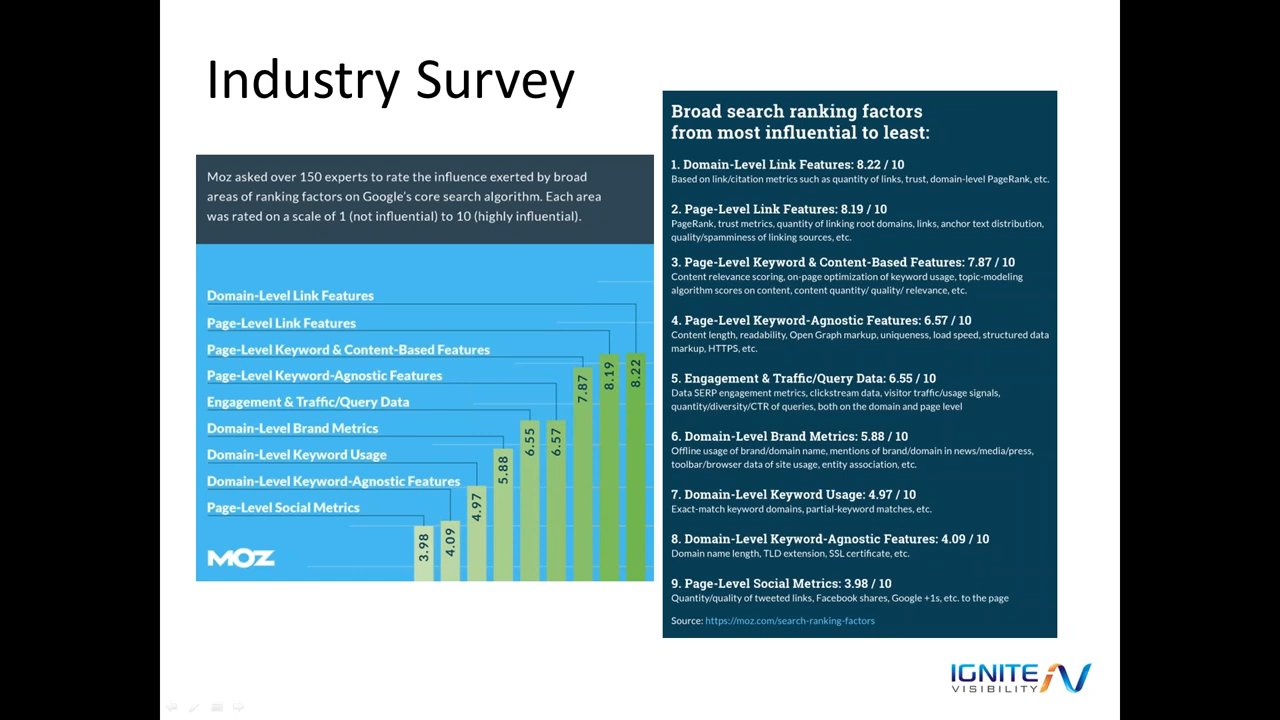 Industry Survey
Moz asked over 150 experts to rate the influence exerted by broad
areas of ranking factors on Google's core search algorithm. Each area
was rated on a scale of 1 (not influential) to 10 (highly influential).
Domain-Level Link Features
Page-Level Link Features
Page-Level Keyword & Content-Based Features
Page-Level Keyword-Agnostic Features
Engagement & Traffic/Query Data
Domain-Level Brand Metrics
Domain-Level Keyword Usage
Domain-Level Keyword-Agnostic Features
Page-Level Social Metrics
3.98
4.09
4.97
5.88
6.55
6.57
7.87
8.19
8.22
MOZ
Broad search ranking factors
from most influential to least:
1. Domain-Level Link Features: 8.22 / 10
Based on link/citation metrics such as quantity of links, trust, domain-level PageRank, etc.
2. Page-Level Link Features: 8.19 / 10
PageRank, trust metrics, quantity of linking root domains, links, anchor text distribution,
quality/spamminess of linking sources, etc.
3. Page-Level Keyword & Content-Based Features: 7.87 / 10
Content relevance scoring, on-page optimization of keyword usage, topic-modeling
algorithm scores on content, content quantity/ quality/ relevance, etc.
4. Page-Level Keyword-Agnostic Features: 6.57 / 10
Content length, readability, Open Graph markup, uniqueness, load speed, structured data
markup, HTTPS, etc.
5. Engagement & Traffic/Query Data: 6.55 / 10
Data SERP engagement metrics, clickstream data, visitor traffic/usage signals,
quantity/diversity/CTR of queries, both on the domain and page level
6. Domain-Level Brand Metrics: 5.88 / 10
Offline usage of brand/domain name, mentions of brand/domain in news/media/press,
toolbar/browser data of site usage, entity association, etc.
7. Domain-Level Keyword Usage: 4.97 / 10
Exact-match keyword domains, partial-keyword matches, etc.
8. Domain-Level Keyword-Agnostic Features: 4.09 / 10
Domain name length, TLD extension, SSL certificate, etc.
9. Page-Level Social Metrics: 3.98 / 10
Quantity/quality of tweeted links, Facebook shares, Google +1s, etc. to the page
Source: https://moz.com/search-ranking-factors
IGNITE
VISIBILITY
iV